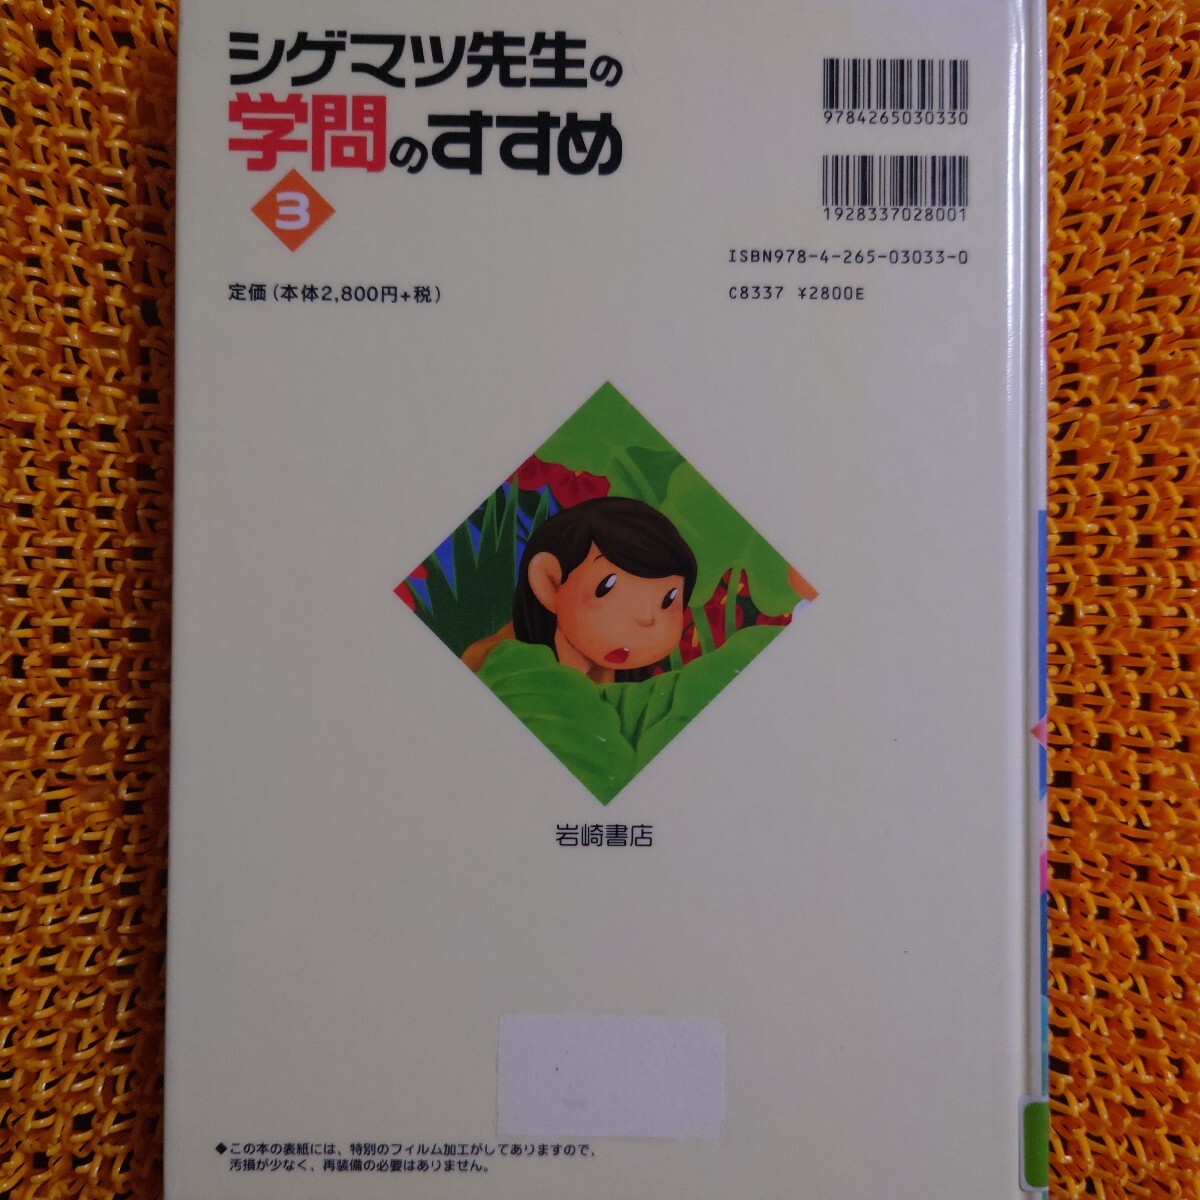 シゲマツ先生の
学問のすすめ
3
9784265030330
1928337028001
ISBN978-4-265-03033-0
定価(本体2,800円+税)
C8337 ¥2800E
岩崎書店
◆この本の表紙には、特別のフィルム加工がしてありますので、
汚損が少なく、再装備の必要はありません。